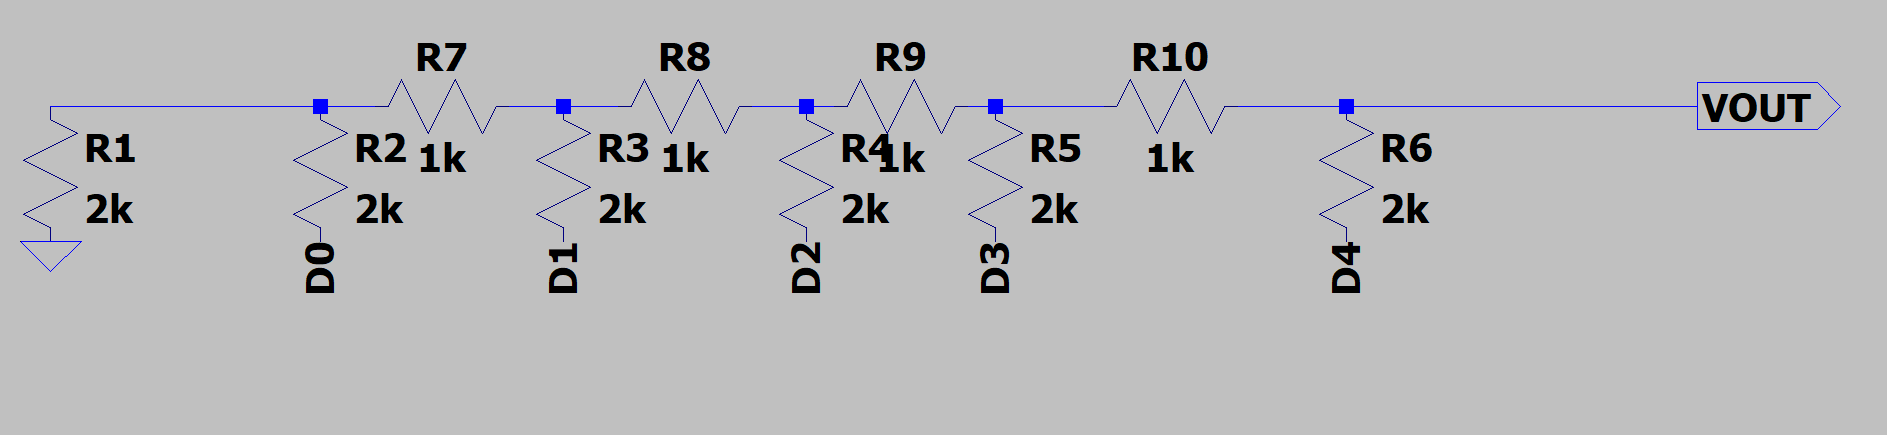 R7 R8 R9 R10
VOUT
R1 R2 1k R3 1k R4 1k R5 1k R6
2k 2k 2k 2k 2k 2k
D0 D1 D2 D3 D4